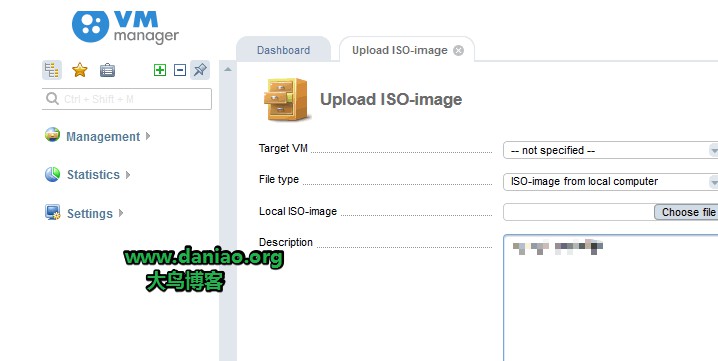 VM
manager
Dashboard
Upload ISO-image
Ctrl + Shift + M
Upload ISO-image
Management
Target VM
-- not specified --
Statistics
File type
ISO-image from local computer
Settings
Local ISO-image
Choose file
Description
www.daniao.org
大鸟博客